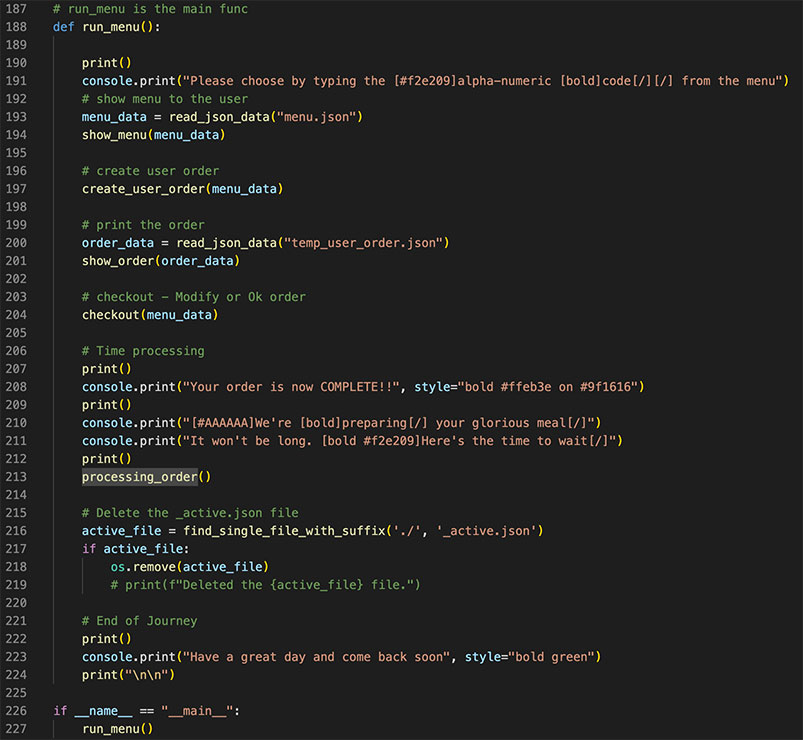 187 # run_menu is the main func
188 def run_menu():
189
190 print()
191 console.print("Please choose by typing the [#f2e209]alpha-numeric [bold]code[/][/] from the menu")
192 # show menu to the user
193 menu_data = read_json_data("menu.json")
194 show_menu(menu_data)
195
196 # create user order
197 create_user_order(menu_data)
198
199 # print the order
200 order_data = read_json_data("temp_user_order.json")
201 show_order(order_data)
202
203 # checkout - Modify or Ok order
204 checkout(menu_data)
205
206 # Time processing
207 print()
208 console.print("Your order is now COMPLETE!!", style="bold #ffeb3e on #9f1616")
209 print()
210 console.print("[#AAAAAA]We're [bold]preparing[/] your glorious meal[/]")
211 console.print("It won't be long. [bold #f2e209]Here's the time to wait[/]")
212 print()
213 processing_order()
214
215 # Delete the _active.json file
216 active_file = find_single_file_with_suffix('./', '_active.json')
217 if active_file:
218 os.remove(active_file)
219 # print(f"Deleted the {active_file} file.")
220
221 # End of Journey
222 print()
223 console.print("Have a great day and come back soon", style="bold green")
224 print("\n\n")
225
226 if __name__ == "__main__":
227 run_menu()